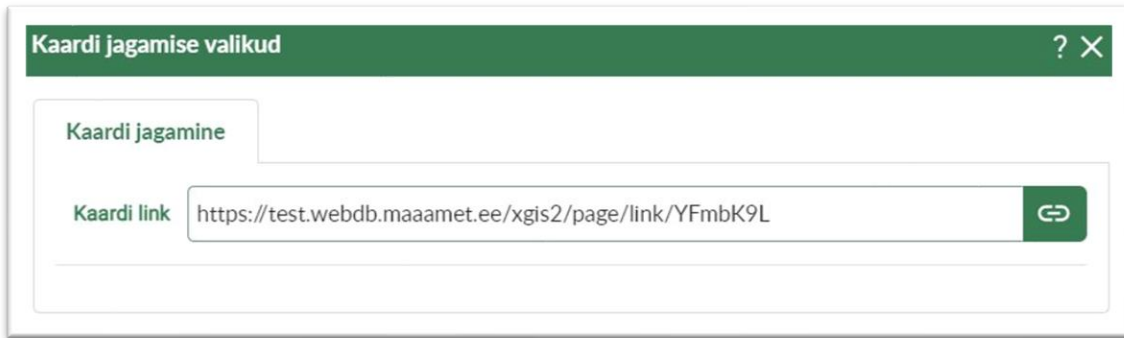 Kaardi jagamise valikud ?
Kaardi jagamine
Kaardi link https://test.webdb.maaamet.ee/xgis2/page/link/YFmbK9L